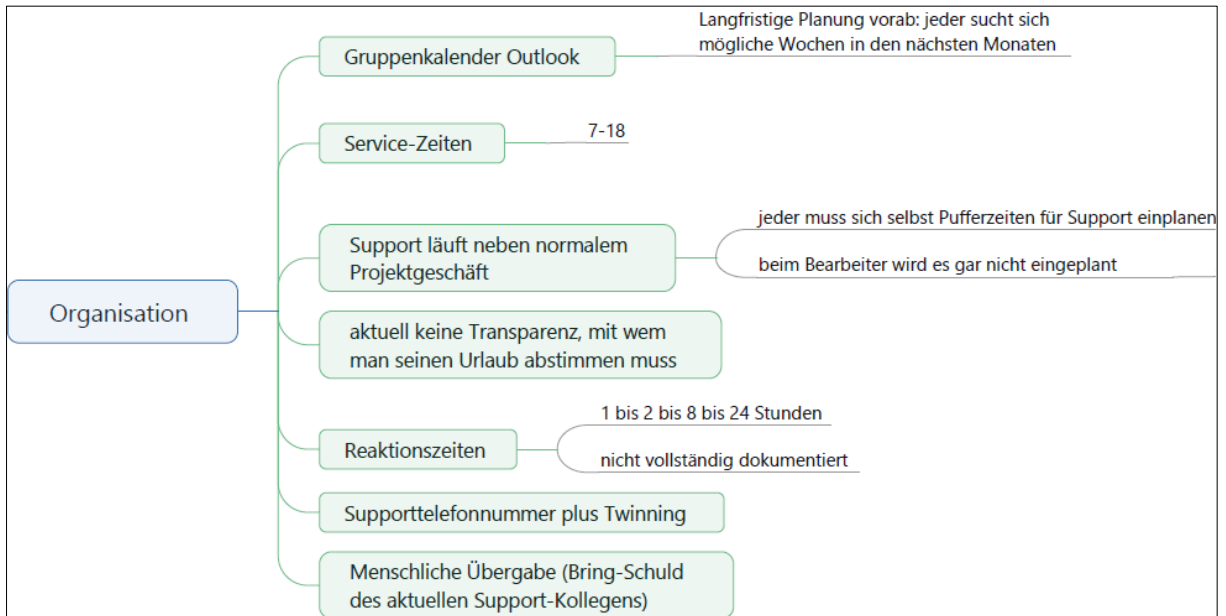 Organisation
Gruppenkalender Outlook
Langfristige Planung vorab: jeder sucht sich
mögliche Wochen in den nächsten Monaten
Service-Zeiten
7-18
Support läuft neben normalem
Projektgeschäft
jeder muss sich selbst Pufferzeiten für Support einplanen
beim Bearbeiter wird es gar nicht eingeplant
aktuell keine Transparenz, mit wem
man seinen Urlaub abstimmen muss
Reaktionszeiten
1 bis 2 bis 8 bis 24 Stunden
nicht vollständig dokumentiert
Supporttelefonnummer plus Twinning
Menschliche Übergabe (Bring-Schuld
des aktuellen Support-Kollegens)